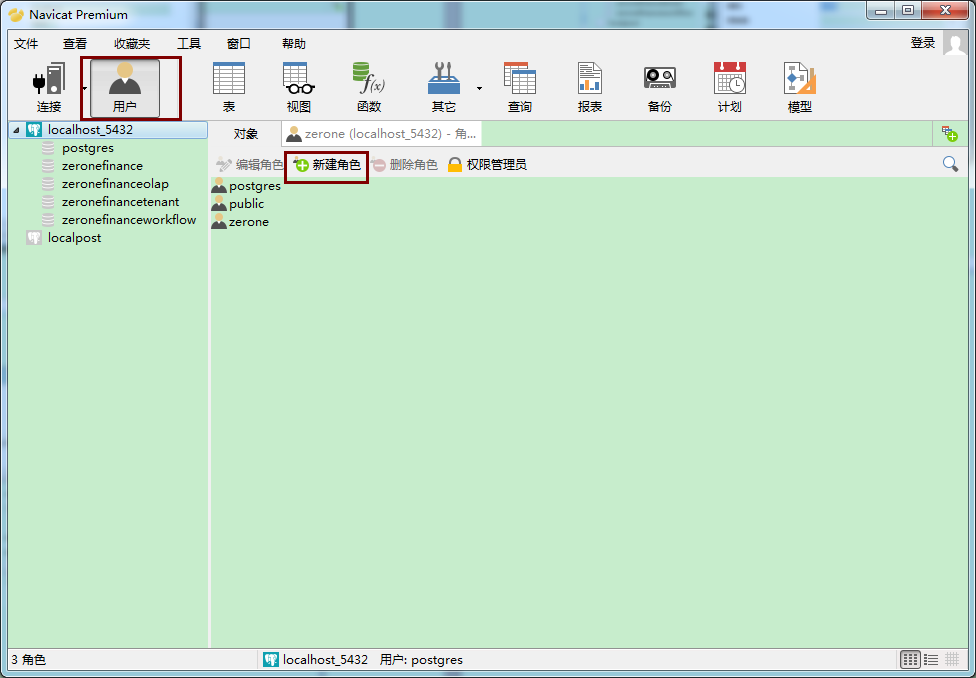 Navicat Premium
文件 查看 收藏夹 工具 窗口 帮助 登录
连接 用户 表 视图 函数 其它 查询 报表 备份 计划 模型
localhost_5432
postgres
zeronefinance
zeronefinanceolap
zeronefinancetenant
zeronefinanceworkflow
localpost
对象 zerone (localhost_5432) - 角...
编辑角色 新建角色 删除角色 权限管理员
postgres
public
zerone
3 角色 localhost_5432 用户: postgres